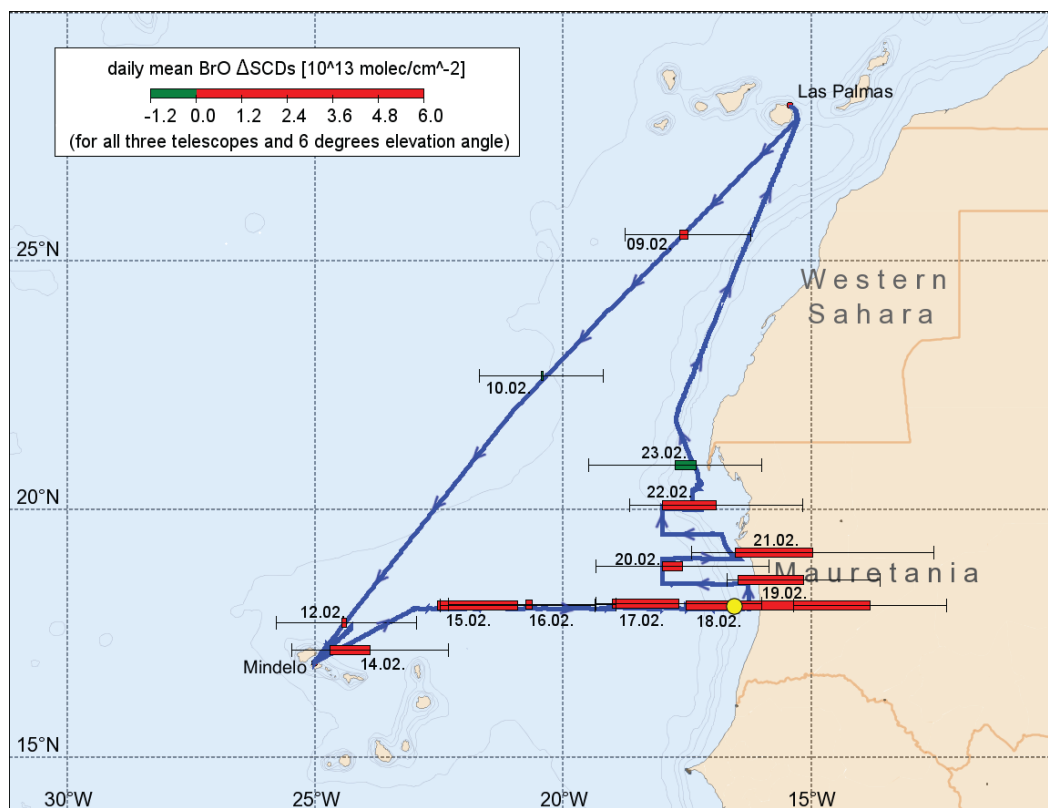 daily mean BrO ΔSCDs [10^13 molec/cm^-2]
-1.2 0.0 1.2 2.4 3.6 4.8 6.0
(for all three telescopes and 6 degrees elevation angle)
Las Palmas
09.02.
25°N
Western
Sahara
10.02.
23.02.
22.02.
20°N
21.02.
20.02.
Mauretania
19.02.
12.02.
15.02.
16.02.
17.02.
18.02.
Mindelo
14.02.
15°N
30°W
25°W
20°W
15°W